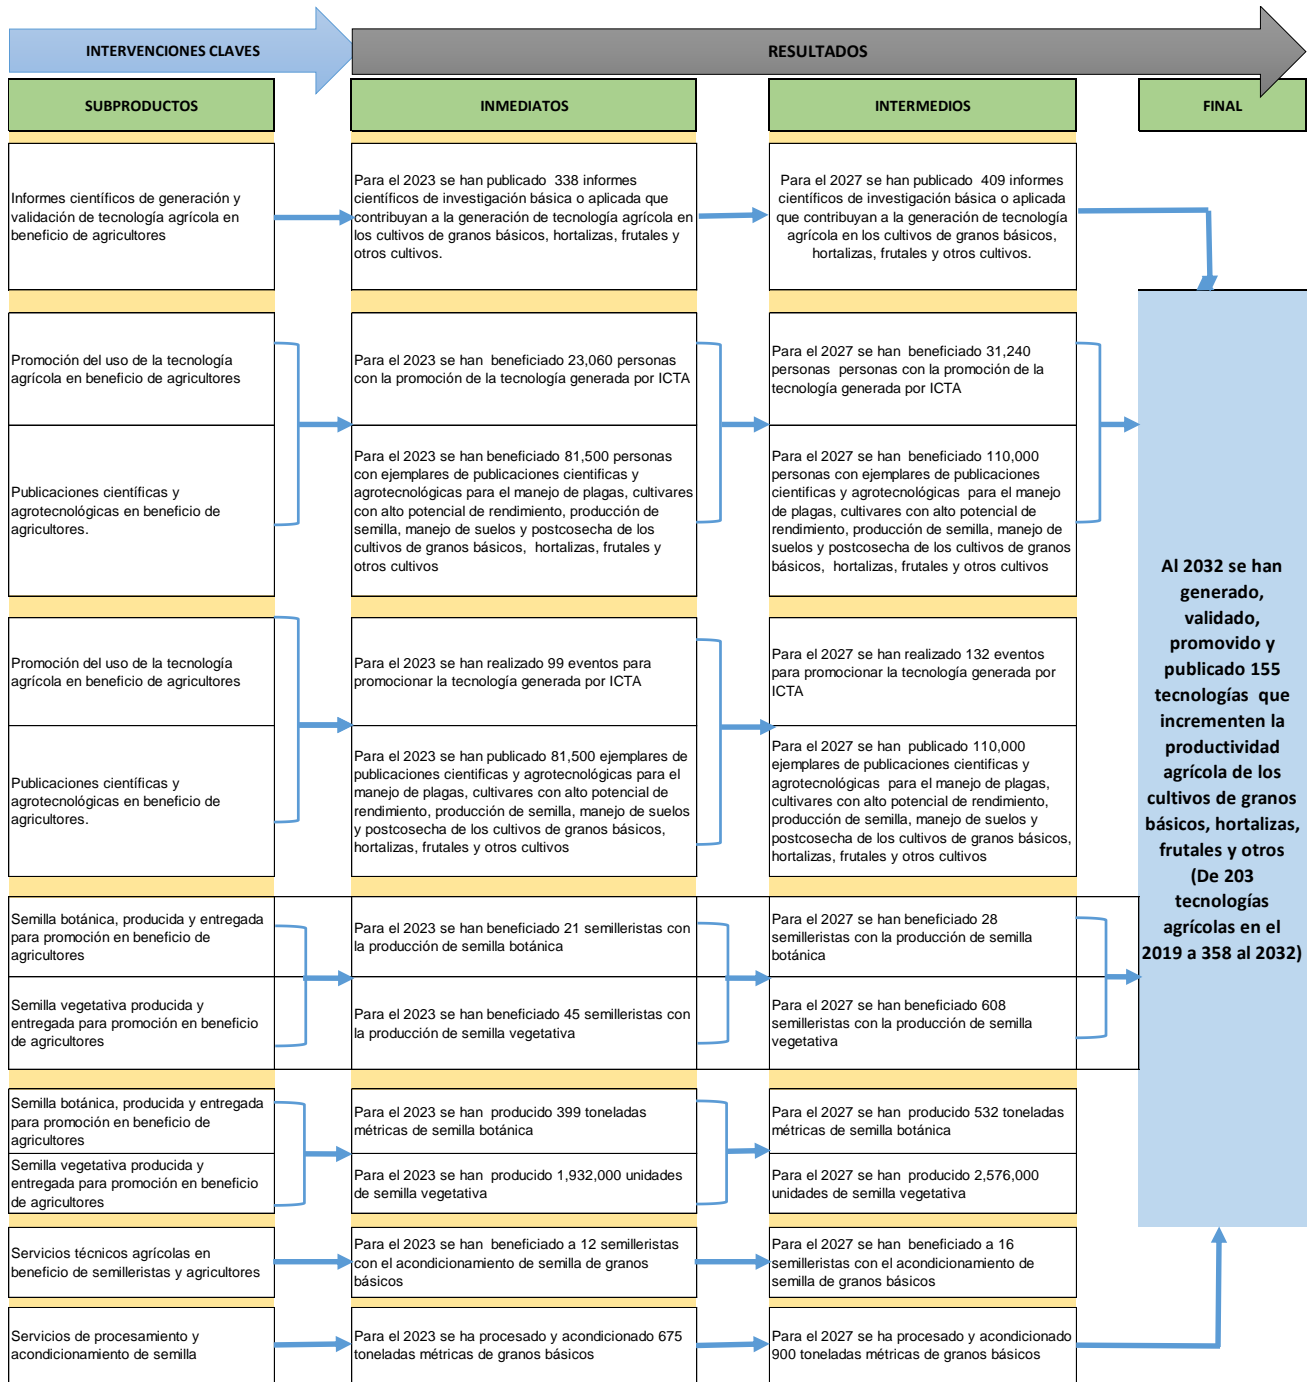 INTERVENCIONES CLAVES
RESULTADOS
SUBPRODUCTOS
INMEDIATOS
INTERMEDIOS
FINAL
Informes científicos de generación y
validación de tecnología agrícola en
beneficio de agricultores
Para el 2023 se han publicado  338 informes
científicos de investigación básica o aplicada que
contribuyan a la generación de tecnología agrícola en
los cultivos de granos básicos, hortalizas, frutales y
otros cultivos.
Para el 2027 se han publicado  409 informes
científicos de investigación básica o aplicada
que contribuyan a la generación de tecnología
agrícola en los cultivos de granos básicos,
hortalizas, frutales y otros cultivos.
Promoción del uso de la tecnología
agrícola en beneficio de agricultores
Para el 2023 se han  beneficiado 23,060 personas
con la promoción de la tecnología generada por ICTA
Para el 2027 se han  beneficiado 31,240
personas  personas con la promoción de la
tecnología generada por ICTA
Publicaciones científicas y
agrotecnológicas en beneficio de
agricultores.
Para el 2023 se han beneficiado 81,500 personas
con ejemplares de publicaciones cientificas y
agrotecnológicas para el manejo de plagas, cultivares
con alto potencial de rendimiento, producción de
semilla, manejo de suelos y postcosecha de los
cultivos de granos básicos,  hortalizas, frutales y
otros cultivos
Para el 2027 se han  beneficiado 110,000
personas con ejemplares de publicaciones
cientificas y agrotecnológicas  para el manejo
de plagas, cultivares con alto potencial de
rendimiento, producción de semilla, manejo de
suelos y postcosecha de los cultivos de granos
básicos,  hortalizas, frutales y otros cultivos
Promoción del uso de la tecnología
agrícola en beneficio de agricultores
Para el 2023 se han realizado 99 eventos para
promocionar la tecnología generada por ICTA
Para el 2027 se han realizado 132 eventos
para promocionar la tecnología generada por
ICTA
Publicaciones científicas y
agrotecnológicas en beneficio de
agricultores.
Para el 2023 se han publicado 81,500 ejemplares de
publicaciones cientificas y agrotecnológicas para el
manejo de plagas, cultivares con alto potencial de
rendimiento, producción de semilla, manejo de suelos
y postcosecha de los cultivos de granos básicos,
hortalizas, frutales y otros cultivos
Para el 2027 se han  publicado 110,000
ejemplares de publicaciones cientificas y
agrotecnológicas  para el manejo de plagas,
cultivares con alto potencial de rendimiento,
producción de semilla, manejo de suelos y
postcosecha de los cultivos de granos básicos,
hortalizas, frutales y otros cultivos
Semilla botánica, producida y entregada
para promoción en beneficio de
agricultores
Para el 2023 se han beneficiado 21 semilleristas con
la producción de semilla botánica
Para el 2027 se han beneficiado 28
semilleristas con la producción de semilla
botánica
Semilla vegetativa producida y
entregada para promoción en beneficio
de agricultores
Para el 2023 se han beneficiado 45 semilleristas con
la producción de semilla vegetativa
Para el 2027 se han beneficiado 608
semilleristas con la producción de semilla
vegetativa
Semilla botánica, producida y entregada
para promoción en beneficio de
agricultores
Para el 2023 se han  producido 399 toneladas
métricas de semilla botánica
Para el 2027 se han  producido 532 toneladas
métricas de semilla botánica
Semilla vegetativa producida y
entregada para promoción en beneficio
de agricultores
Para el 2023 se han  producido 1,932,000 unidades
de semilla vegetativa
Para el 2027 se han  producido 2,576,000
unidades de semilla vegetativa
Servicios técnicos agrícolas en
beneficio de semilleristas y agricultores
Para el 2023 se han  beneficiado a 12 semilleristas
con el acondicionamiento de semilla de granos
básicos
Para el 2027 se han  beneficiado a 16
semilleristas con el acondicionamiento de
semilla de granos básicos
Servicios de procesamiento y
acondicionamiento de semilla
Para el 2023 se ha procesado y acondicionado 675
toneladas métricas de granos básicos
Para el 2027 se ha procesado y acondicionado
900 toneladas métricas de granos básicos
Al 2032 se han
generado,
validado,
promovido y
publicado 155
tecnologías  que
incrementen la
productividad
agrícola de los
cultivos de granos
básicos, hortalizas,
frutales y otros
(De 203
tecnologías
agrícolas en el
2019 a 358 al 2032)